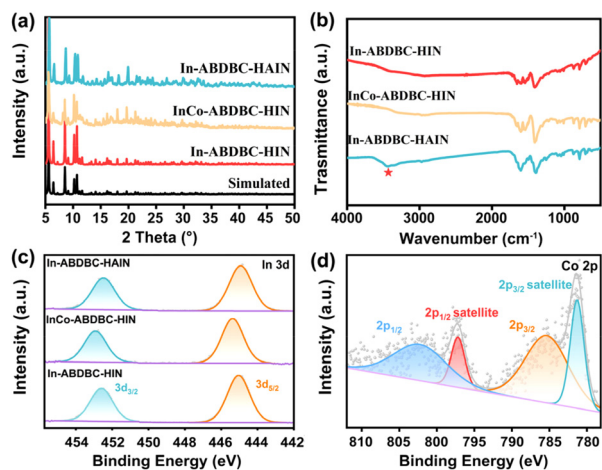 (a)
In-ABDBC-HAIN
InCo-ABDBC-HIN
In-ABDBC-HIN
Simulated
Intensity (a.u.)
5 10 15 20 25 30 35 40 45 50
2 Theta (°)
(b)
In-ABDBC-HIN
InCo-ABDBC-HIN
In-ABDBC-HAIN
Trasmittance (a.u.)
4000 3000 2000 1000
Wavenumber (cm⁻¹)
(c)
In 3d
In-ABDBC-HAIN
InCo-ABDBC-HIN
In-ABDBC-HIN
3d₃/₂
3d₅/₂
Intensity (a.u.)
454 452 450 448 446 444 442
Binding Energy (eV)
(d)
Co 2p
2p₃/₂ satellite
2p₁/₂ satellite
2p₁/₂
2p₃/₂
Intensity (a.u.)
810 805 800 795 790 785 780
Binding Energy (eV)